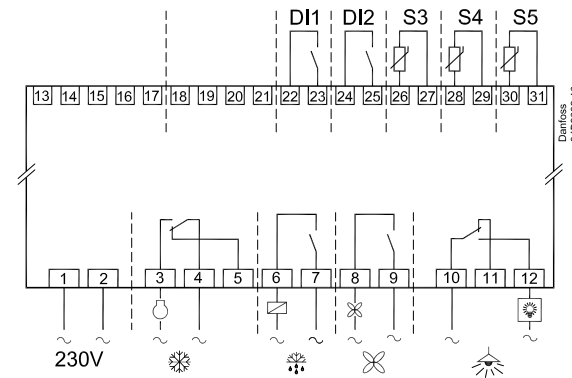 DI1 DI2 S3 S4 S5
13 14 15 16 17 18 19 20 21 22 23 24 25 26 27 28 29 30 31
Danfoss
1 2 3 4 5 6 7 8 9 10 11 12
230V